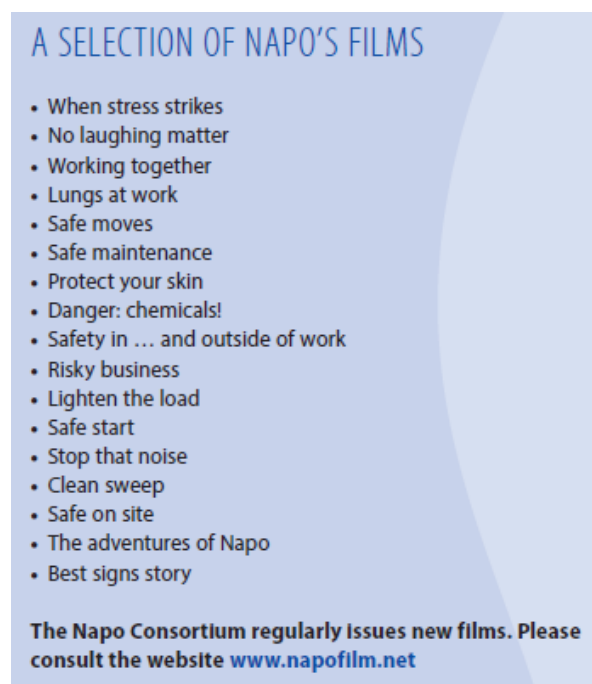 A SELECTION OF NAPO'S FILMS
• When stress strikes
• No laughing matter
• Working together
• Lungs at work
• Safe moves
• Safe maintenance
• Protect your skin
• Danger: chemicals!
• Safety in … and outside of work
• Risky business
• Lighten the load
• Safe start
• Stop that noise
• Clean sweep
• Safe on site
• The adventures of Napo
• Best signs story
The Napo Consortium regularly issues new films. Please
consult the website www.napofilm.net